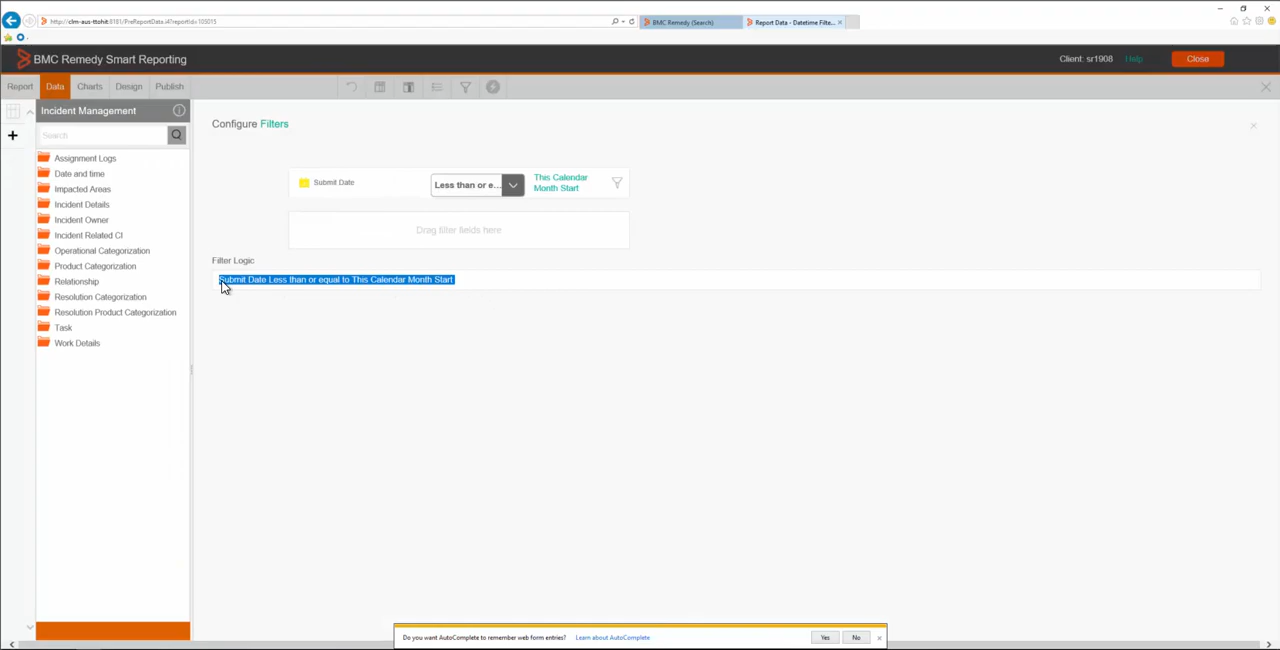 http://clm-aus-ttohit:8181/PreReportData.i4?reportId=100015
BMC Remedy (Search)
Report Data - Datetime Filte...
BMC Remedy Smart Reporting
Client: sr1908
Help
Close
Report
Data
Charts
Design
Publish
Incident Management
Search
Assignment Logs
Date and time
Impacted Areas
Incident Details
Incident Owner
Incident Related CI
Operational Categorization
Product Categorization
Relationship
Resolution Categorization
Resolution Product Categorization
Task
Work Details
Configure Filters
Submit Date
Less than or e...
This Calendar
Month Start
Drag filter fields here
Filter Logic
Submit Date Less than or equal to This Calendar Month Start
Do you want AutoComplete to remember web form entries?
Learn about AutoComplete
Yes
No